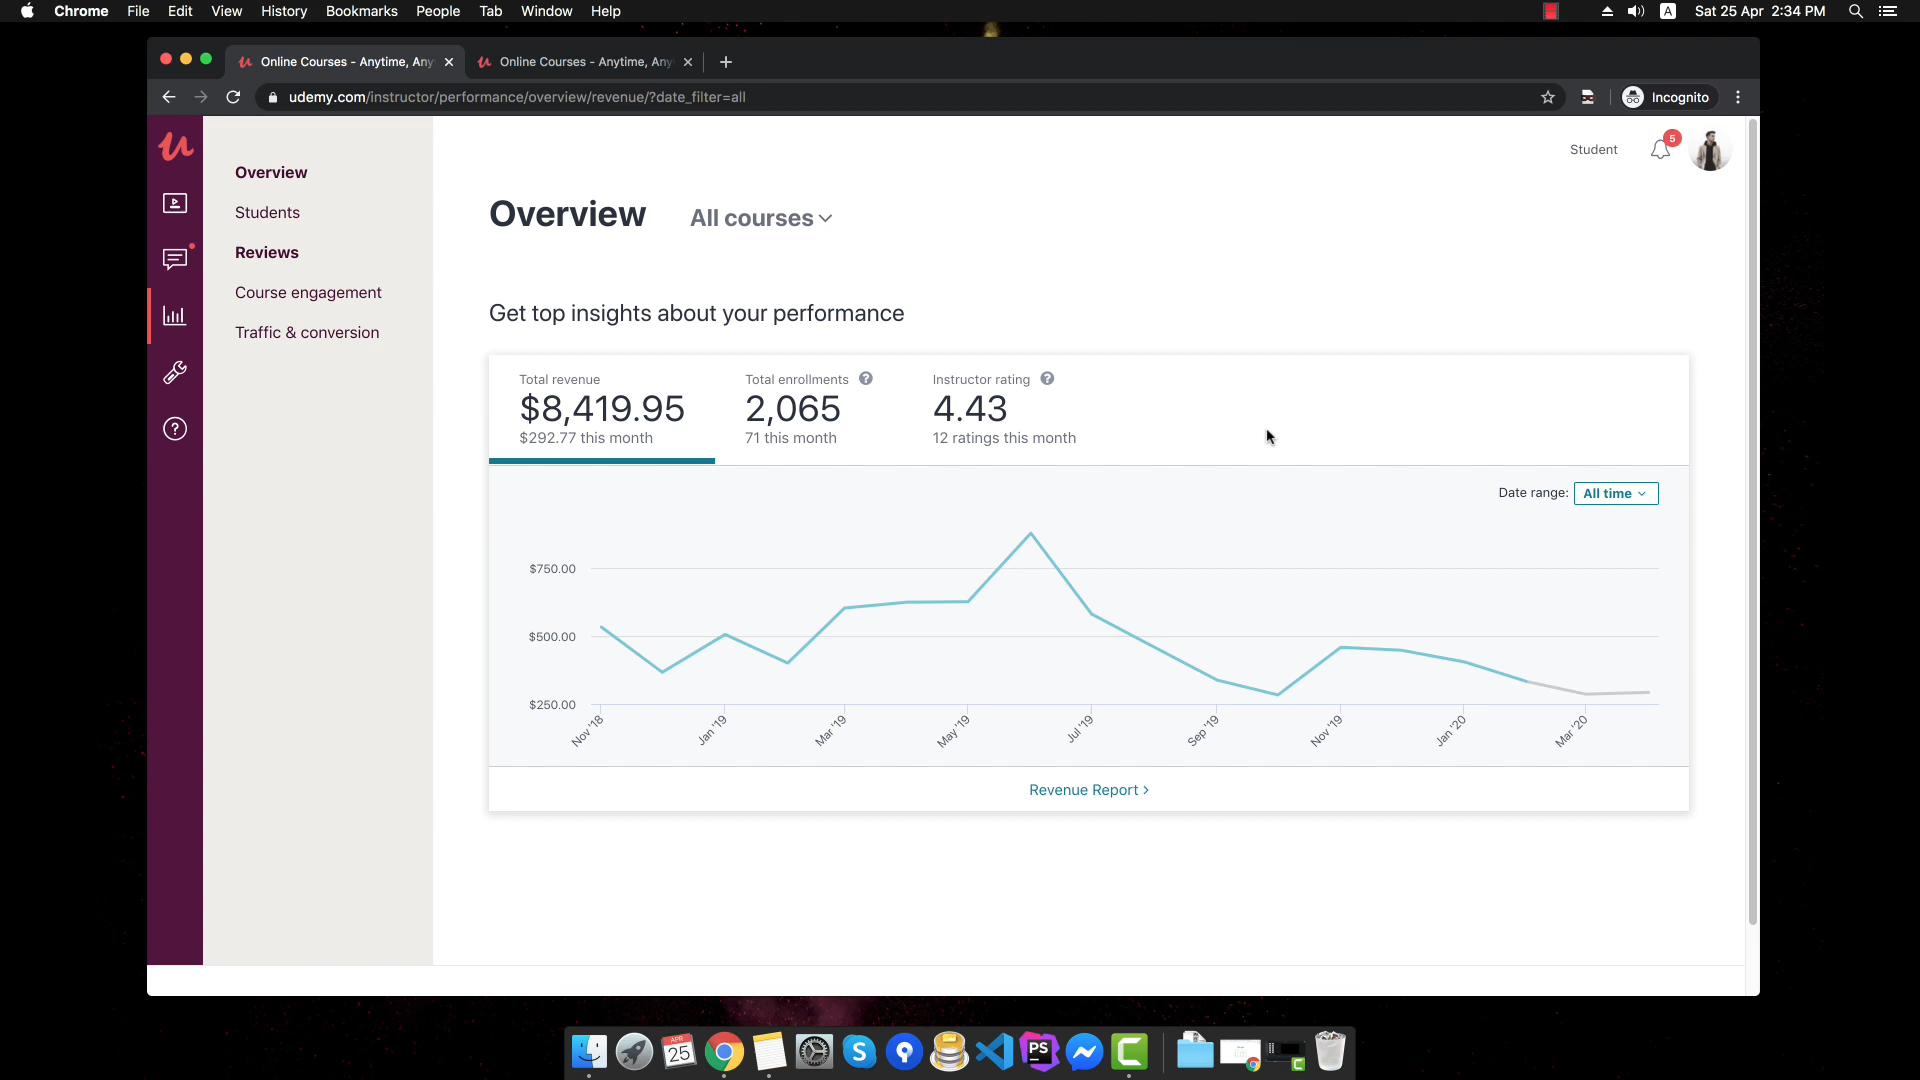 Chrome File Edit View History Bookmarks People Tab Window Help
A Sat 25 Apr 2:34 PM
Online Courses - Anytime, Any
Online Courses - Anytime, Any
udemy.com/instructor/performance/overview/revenue/?date_filter=all
Incognito
Student
5
Overview
Students
Reviews
Course engagement
Traffic & conversion
Overview All courses
Get top insights about your performance
Total revenue Total enrollments ? Instructor rating ?
$8,419.95 2,065 4.43
$292.77 this month 71 this month 12 ratings this month
Date range: All time
$750.00
$500.00
$250.00
Nov '18 Jan '19 Mar '19 May '19 Jul '19 Sep '19 Nov '19 Jan '20 Mar '20
Revenue Report >
APR
25
S
PS